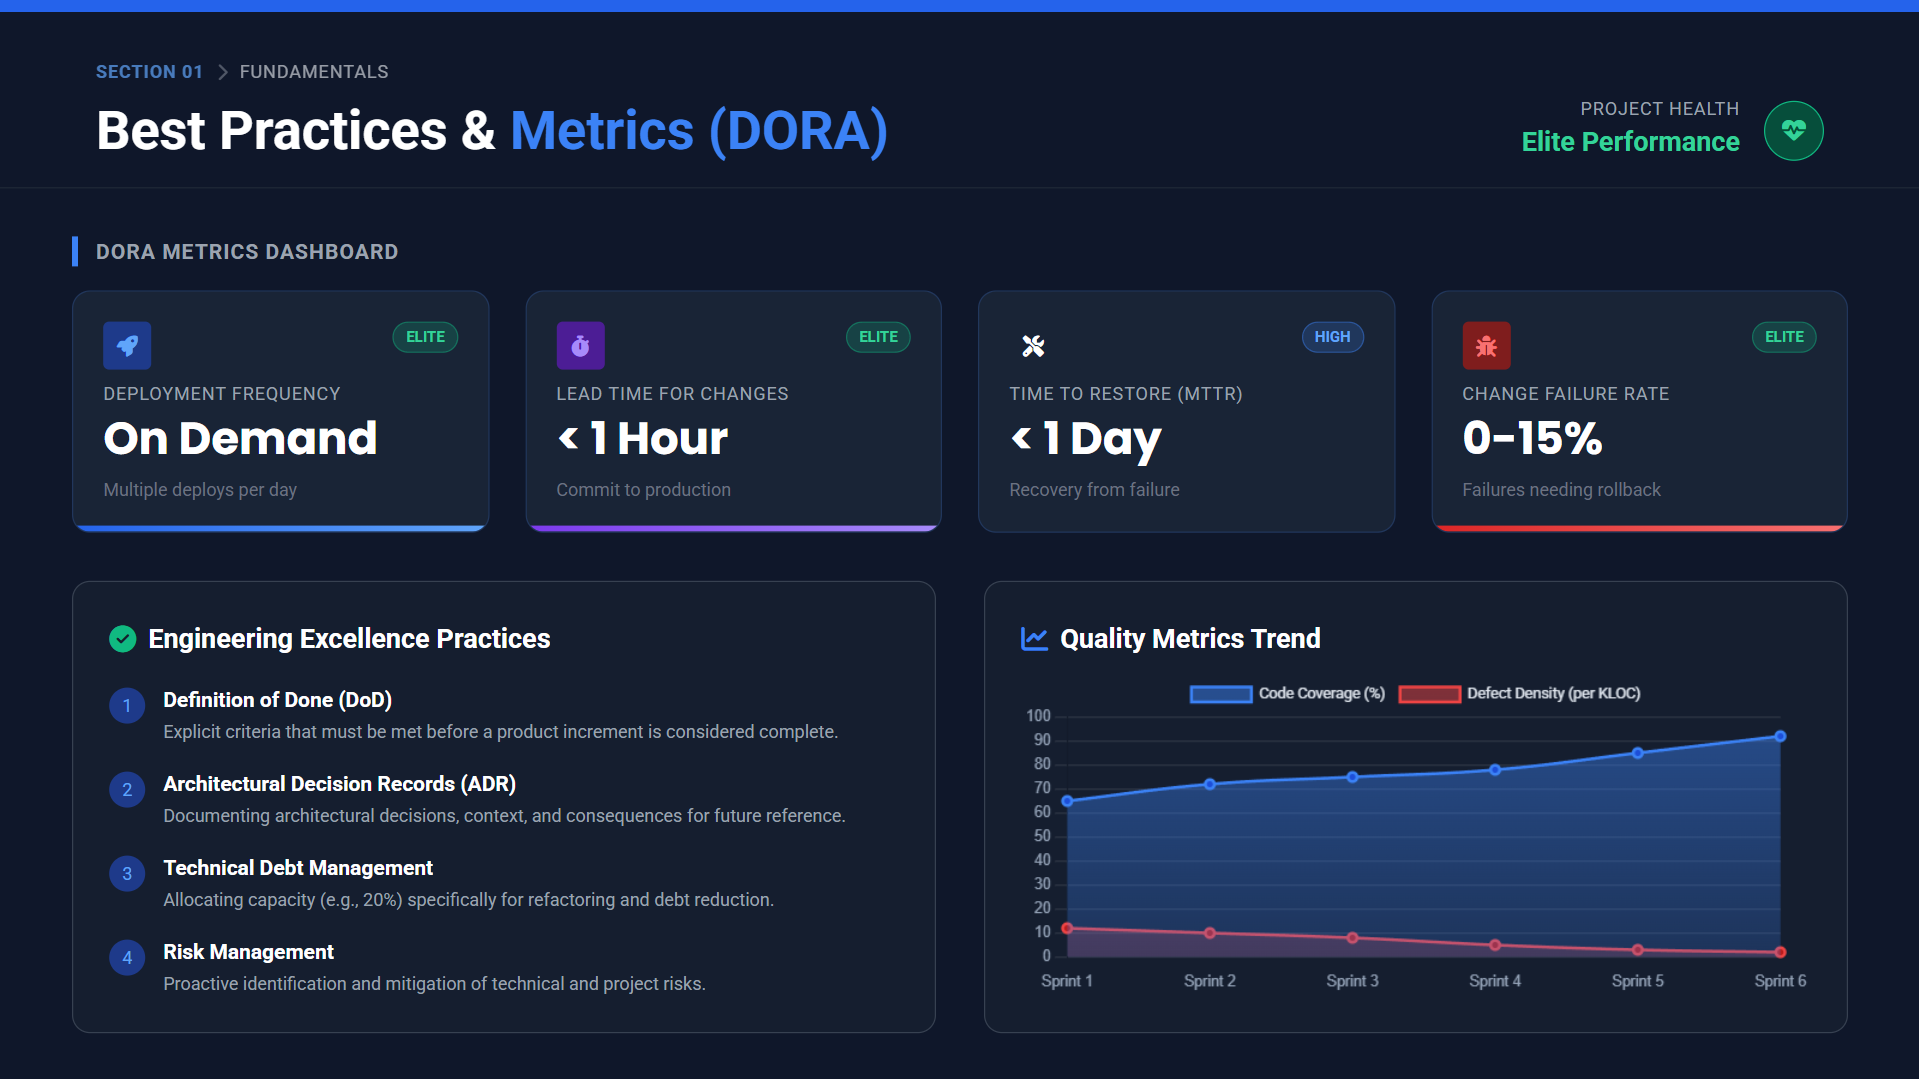 SECTION 01 > FUNDAMENTALS
Best Practices & Metrics (DORA)
PROJECT HEALTH
Elite Performance
DORA METRICS DASHBOARD
ELITE
DEPLOYMENT FREQUENCY
On Demand
Multiple deploys per day
ELITE
LEAD TIME FOR CHANGES
< 1 Hour
Commit to production
HIGH
TIME TO RESTORE (MTTR)
< 1 Day
Recovery from failure
ELITE
CHANGE FAILURE RATE
0-15%
Failures needing rollback
Engineering Excellence Practices
1 Definition of Done (DoD)
Explicit criteria that must be met before a product increment is considered complete.
2 Architectural Decision Records (ADR)
Documenting architectural decisions, context, and consequences for future reference.
3 Technical Debt Management
Allocating capacity (e.g., 20%) specifically for refactoring and debt reduction.
4 Risk Management
Proactive identification and mitigation of technical and project risks.
Quality Metrics Trend
Code Coverage (%) Defect Density (per KLOC)
100
90
80
70
60
50
40
30
20
10
0
Sprint 1 Sprint 2 Sprint 3 Sprint 4 Sprint 5 Sprint 6